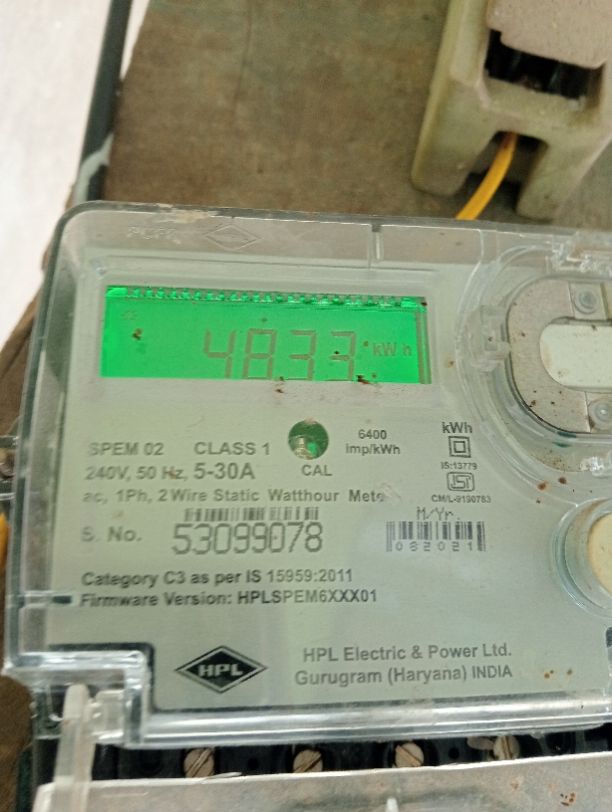 4833 kWh
SPEM 02 CLASS 1
240V, 50 Hz, 5-30A
CAL
6400
imp/kWh
kWh
IS:13779
ISI
CM/L-9190783
ac, 1Ph, 2 Wire Static Watthour Mete
S. No. 53099078
M/Yr.
082021
Category C3 as per IS 15959:2011
Firmware Version: HPLSPEM6XXX01
HPL
HPL Electric & Power Ltd.
Gurugram (Haryana) INDIA